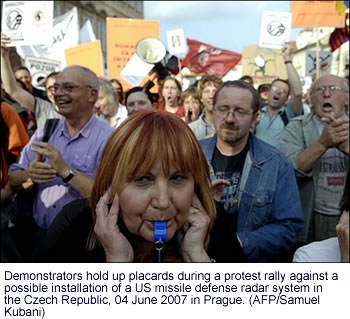 POZOR
Demonstrators hold up placards during a protest rally against a
possible installation of a US missile defense radar system in
the Czech Republic, 04 June 2007 in Prague. (AFP/Samuel
Kubani)